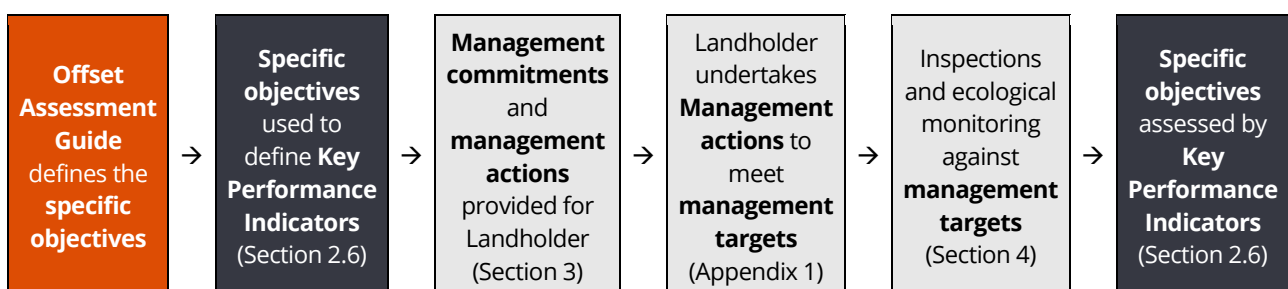 Offset
Assessment
Guide
defines the
specific
objectives
→
Specific
objectives
used to
define Key
Performance
Indicators
(Section 2.6)
→
Management
commitments
and
management
actions
provided for
Landholder
(Section 3)
→
Landholder
undertakes
Management
actions to
meet
management
targets
(Appendix 1)
→
Inspections
and ecological
monitoring
against
management
targets
(Section 4)
→
Specific
objectives
assessed by
Key
Performance
Indicators
(Section 2.6)